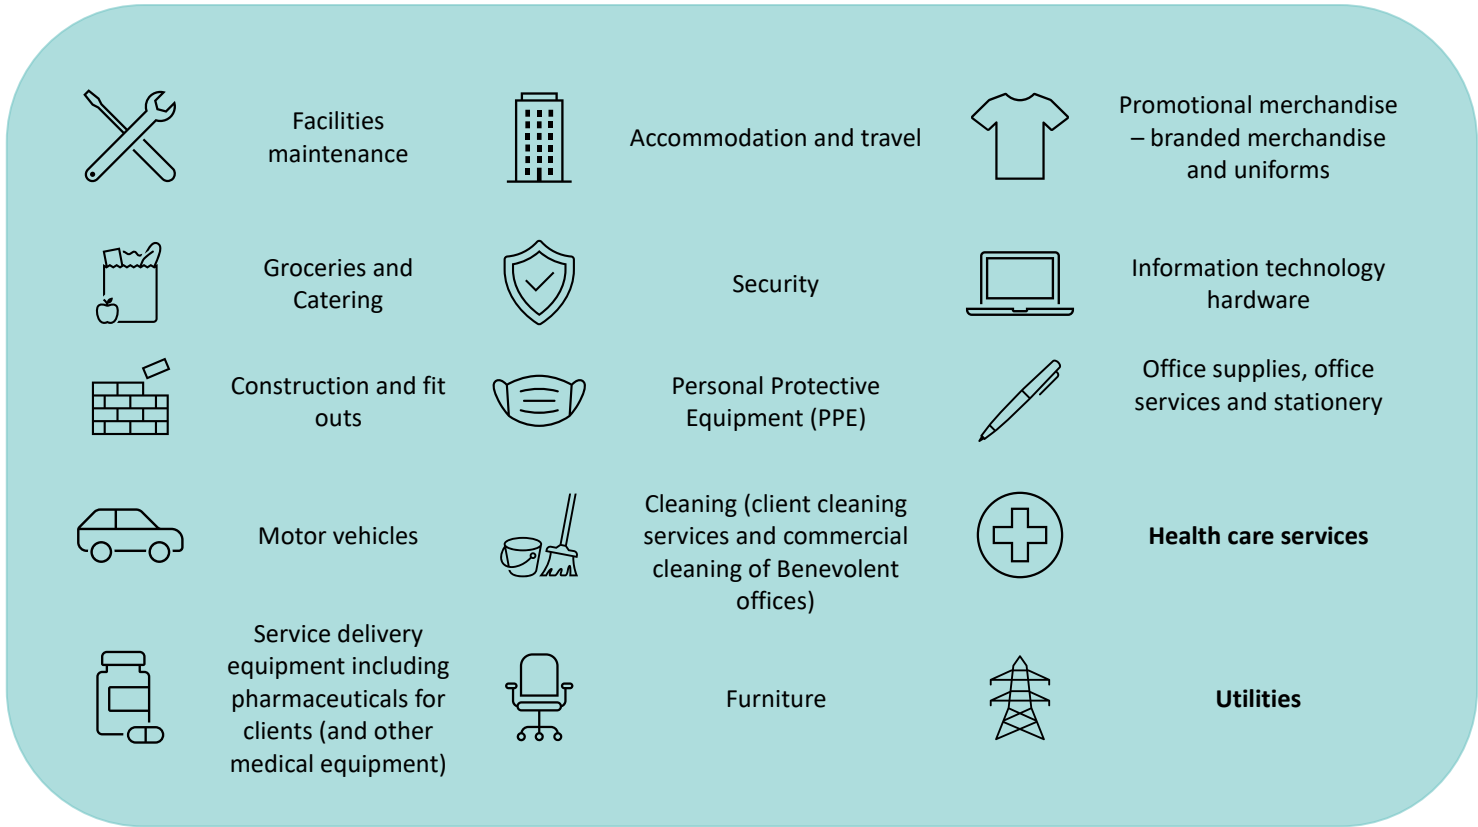 Facilities
maintenance
Accommodation and travel
Promotional merchandise
– branded merchandise
and uniforms
Groceries and
Catering
Security
Information technology
hardware
Construction and fit
outs
Personal Protective
Equipment (PPE)
Office supplies, office
services and stationery
Motor vehicles
Cleaning (client cleaning
services and commercial
cleaning of Benevolent
offices)
Health care services
Service delivery
equipment including
pharmaceuticals for
clients (and other
medical equipment)
Furniture
Utilities